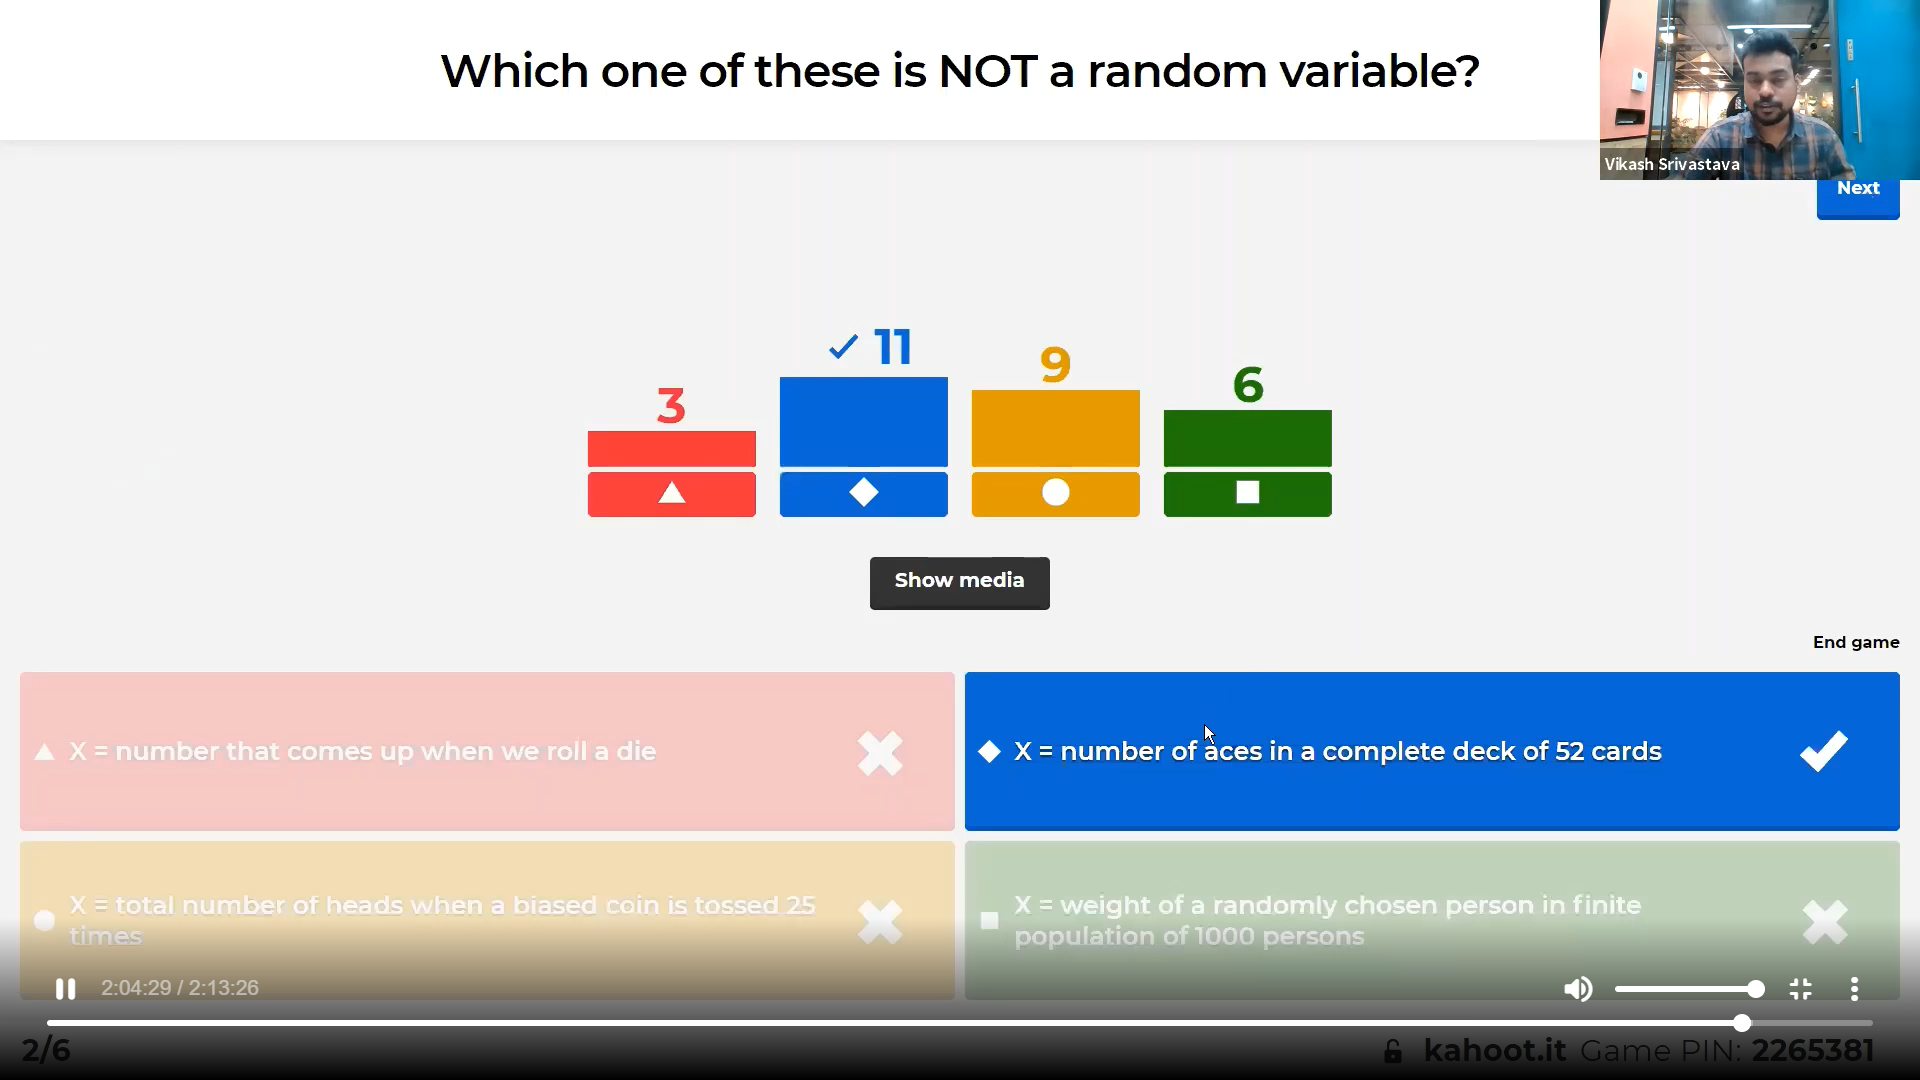 Which one of these is NOT a random variable?
Vikash Srivastava
Next
3
11
9
6
Show media
End game
X = number that comes up when we roll a die
X = number of aces in a complete deck of 52 cards
X = total number of heads when a biased coin is tossed 25
times
X = weight of a randomly chosen person in finite
population of 1000 persons
2:04:29 / 2:13:26
2/6
kahoot.it Game PIN: 2265381